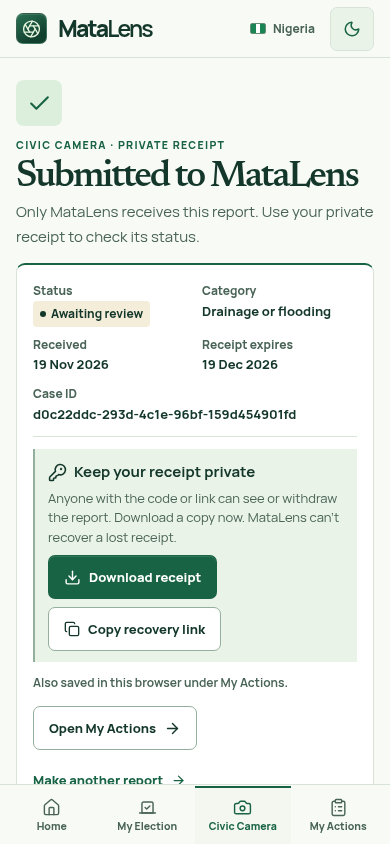 MataLens
Nigeria
CIVIC CAMERA · PRIVATE RECEIPT
Submitted to MataLens
Only MataLens receives this report. Use your private
receipt to check its status.
Status
Category
Awaiting review
Drainage or flooding
Received
Receipt expires
19 Nov 2026
19 Dec 2026
Case ID
d0c22ddc-293d-4c1e-96bf-159d454901fd
Keep your receipt private
Anyone with the code or link can see or withdraw
the report. Download a copy now. MataLens can't
recover a lost receipt.
Download receipt
Copy recovery link
Also saved in this browser under My Actions.
Open My Actions
Make another report
Home
My Election
Civic Camera
My Actions